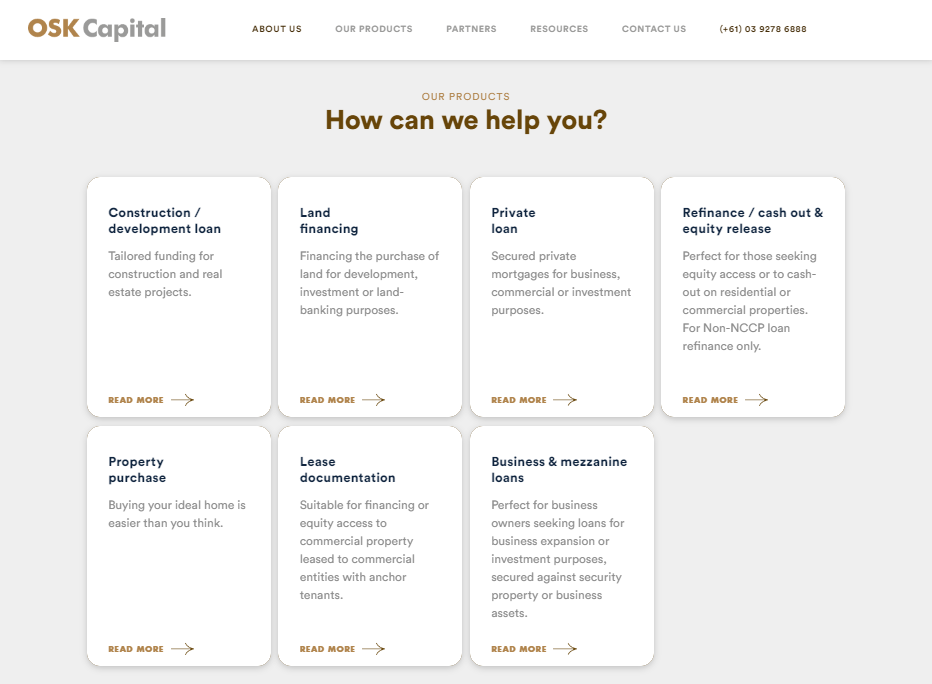 OSK Capital
ABOUT US
OUR PRODUCTS
PARTNERS
RESOURCES
CONTACT US
(+61) 03 9278 6888
OUR PRODUCTS
How can we help you?
Construction /
development loan
Tailored funding for
construction and real
estate projects.
READ MORE
Land
financing
Financing the purchase of
land for development,
investment or land-
banking purposes.
READ MORE
Private
loan
Secured private
mortgages for business,
commercial or investment
purposes.
READ MORE
Refinance / cash out &
equity release
Perfect for those seeking
equity access or to cash-
out on residential or
commercial properties.
For Non-NCCP loan
refinance only.
READ MORE
Property
purchase
Buying your ideal home is
easier than you think.
READ MORE
Lease
documentation
Suitable for financing or
equity access to
commercial property
leased to commercial
entities with anchor
tenants.
READ MORE
Business & mezzanine
loans
Perfect for business
owners seeking loans for
business expansion or
investment purposes,
secured against security
property or business
assets.
READ MORE